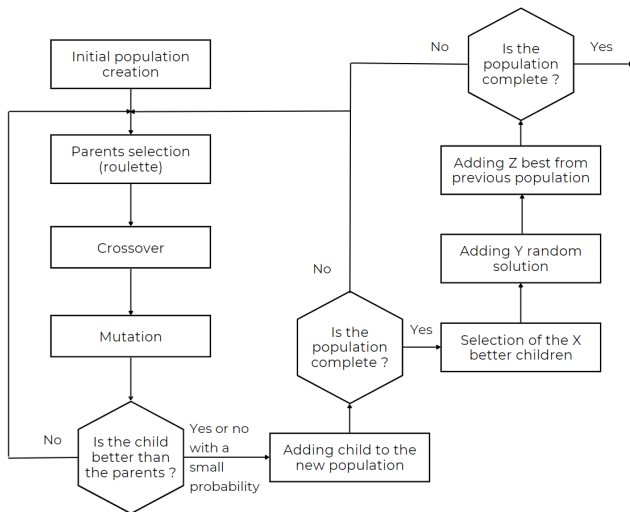 Initial population
creation
Parents selection
(roulette)
Crossover
Mutation
No
Is the child
better than
the parents ?
Yes or no
with a
small
probability
Adding child to the
new population
No
Is the
population
complete ?
Yes
Selection of the X
better children
Adding Y random
solution
Adding Z best from
previous population
No
Is the
population
complete ?
Yes